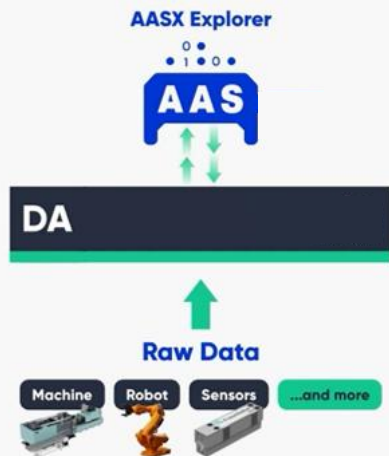 AASX Explorer
0
1 0
AAS
DA
Raw Data
Machine Robot Sensors ...and more